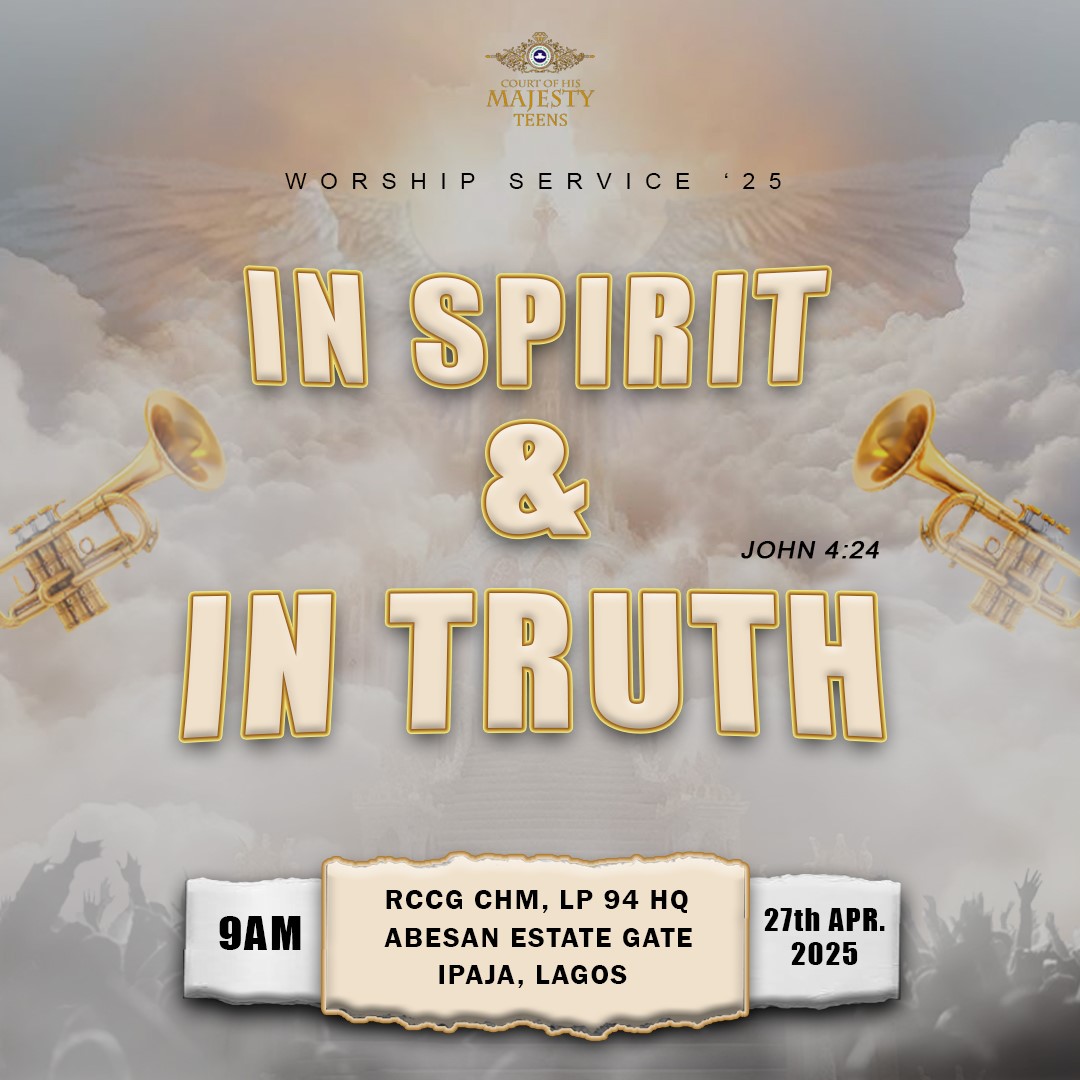 COURT OF HIS
MAJESTY
TEENS
WORSHIP SERVICE ‘25
IN SPIRIT
&
JOHN 4:24
IN TRUTH
9AM
RCCG CHM, LP 94 HQ
ABESAN ESTATE GATE
IPAJA, LAGOS
27th APR.
2025